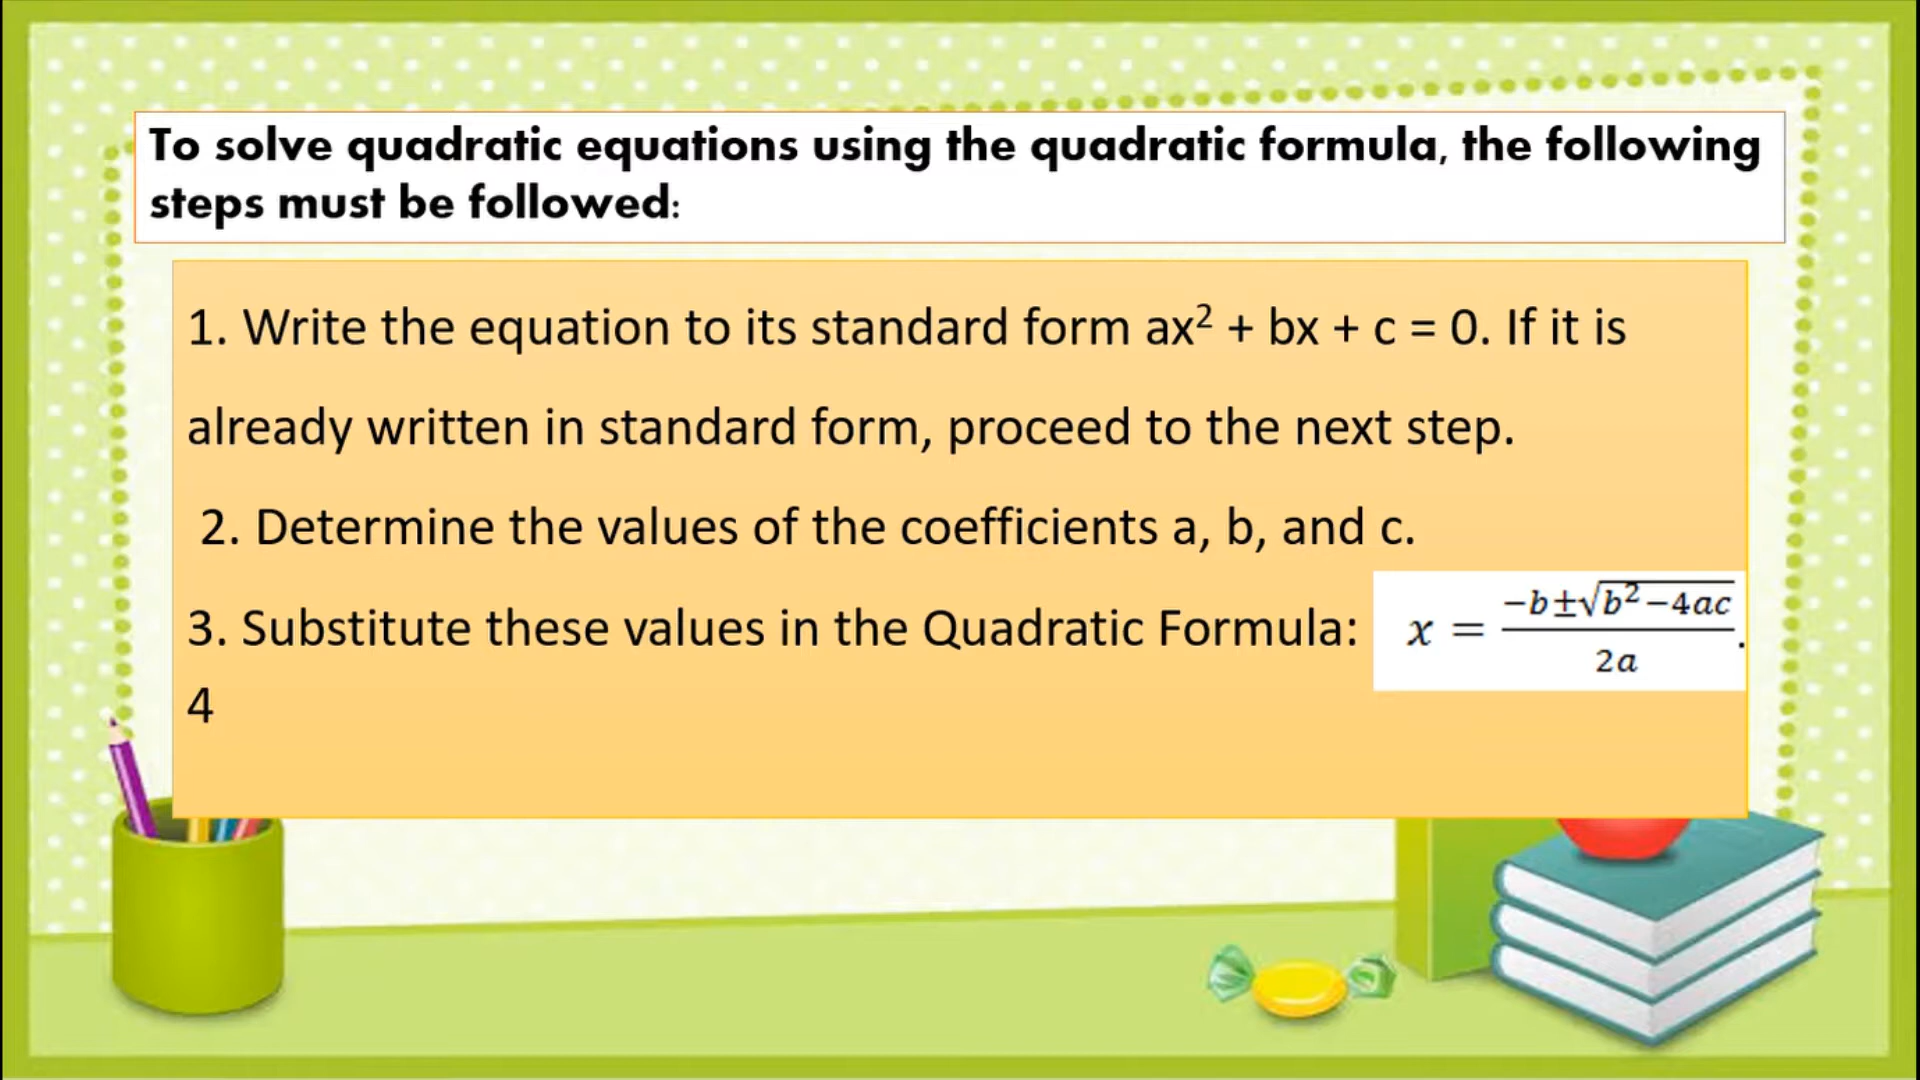 To solve quadratic equations using the quadratic formula, the following
steps must be followed:
1. Write the equation to its standard form ax² + bx + c = 0. If it is
already written in standard form, proceed to the next step.
2. Determine the values of the coefficients a, b, and c.
3. Substitute these values in the Quadratic Formula: x = \frac{-b±\sqrt{b²-4ac}}{2a}.
4